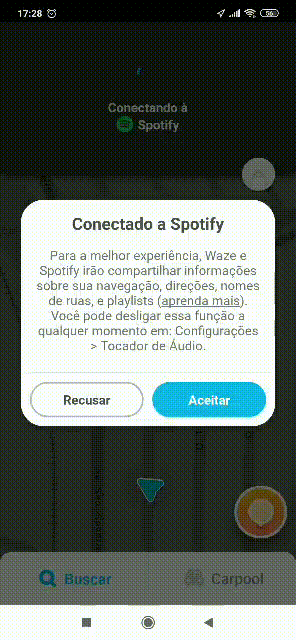 17:28
56
Conectando à
Spotify
Conectado a Spotify
Para a melhor experiência, Waze e
Spotify irão compartilhar informações
sobre sua navegação, direções, nomes
de ruas, e playlists (aprenda mais).
Você pode desligar essa função a
qualquer momento em: Configurações
> Tocador de Áudio.
Recusar
Aceitar
Buscar
Carpool